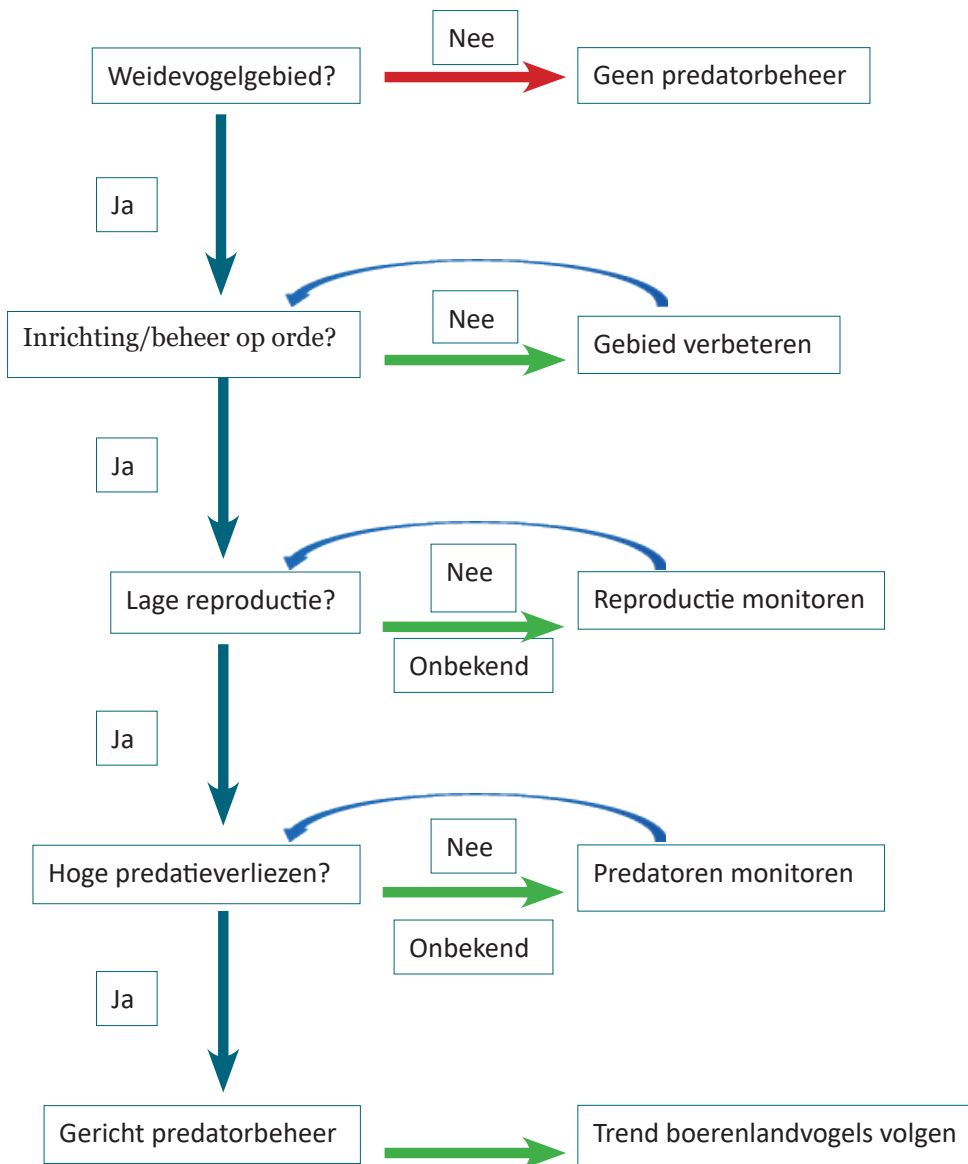 Nee
Weidevogelgebied?
Geen predatorbeheer
Ja
Nee
Inrichting/beheer op orde?
Gebied verbeteren
Ja
Nee
Lage reproductie?
Reproductie monitoren
Onbekend
Ja
Nee
Hoge predatieverliezen?
Predatoren monitoren
Onbekend
Ja
Gericht predatorbeheer
Trend boerenlandvogels volgen